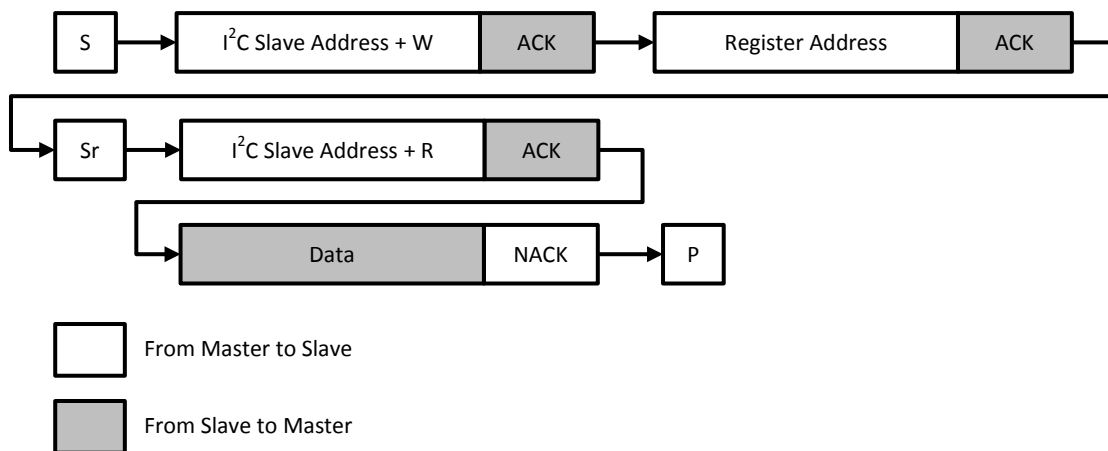 S I²C Slave Address + W ACK Register Address ACK
Sr I²C Slave Address + R ACK
Data NACK P
From Master to Slave
From Slave to Master